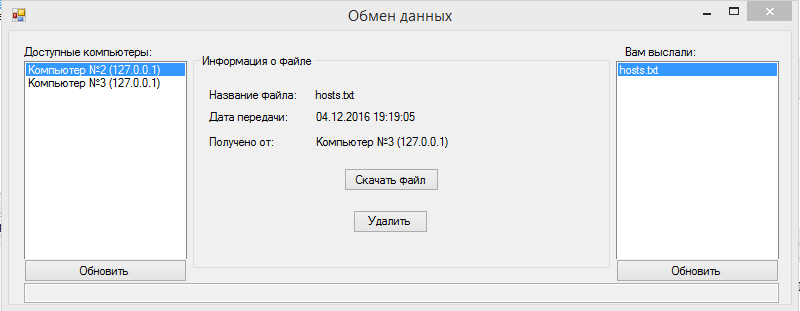 Обмен данных
Доступные компьютеры:
Компьютер №2 (127.0.0.1)
Компьютер №3 (127.0.0.1)
Обновить
Информация о файле
Название файла: hosts.txt
Дата передачи: 04.12.2016 19:19:05
Получено от: Компьютер №3 (127.0.0.1)
Скачать файл
Удалить
Вам выслали:
hosts.txt
Обновить